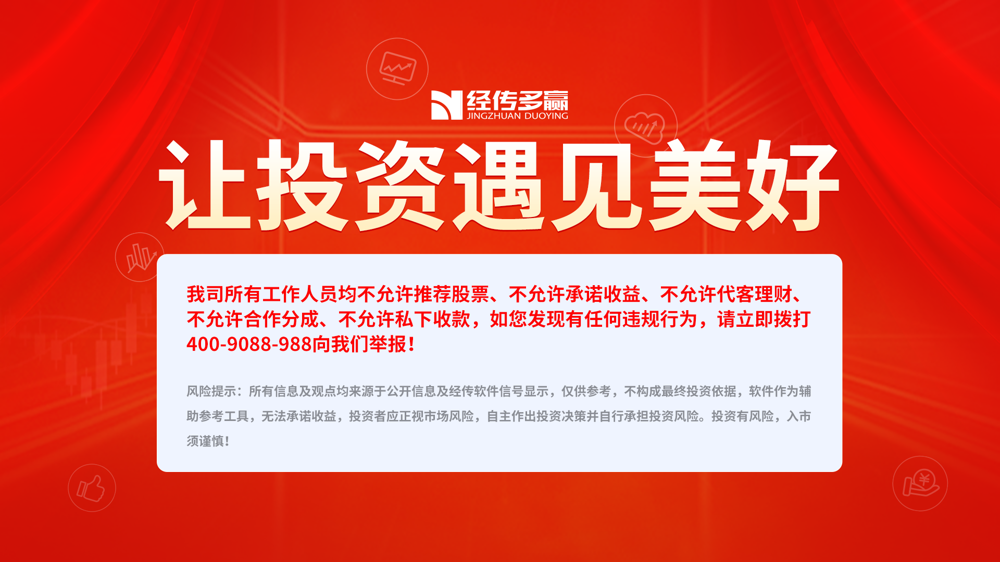 经传多赢
JINGZHUAN DUOYING
让投资遇见美好
我司所有工作人员均不允许推荐股票、不允许承诺收益、不允许代客理财、
不允许合作分成、不允许私下收款，如您发现有任何违规行为，请立即拨打
400-9088-988向我们举报！
风险提示：所有信息及观点均来源于公开信息及经传软件信号显示，仅供参考，不构成最终投资依据，软件作为辅
助参考工具，无法承诺收益，投资者应正视市场风险，自主作出投资决策并自行承担投资风险。投资有风险，入市
须谨慎！